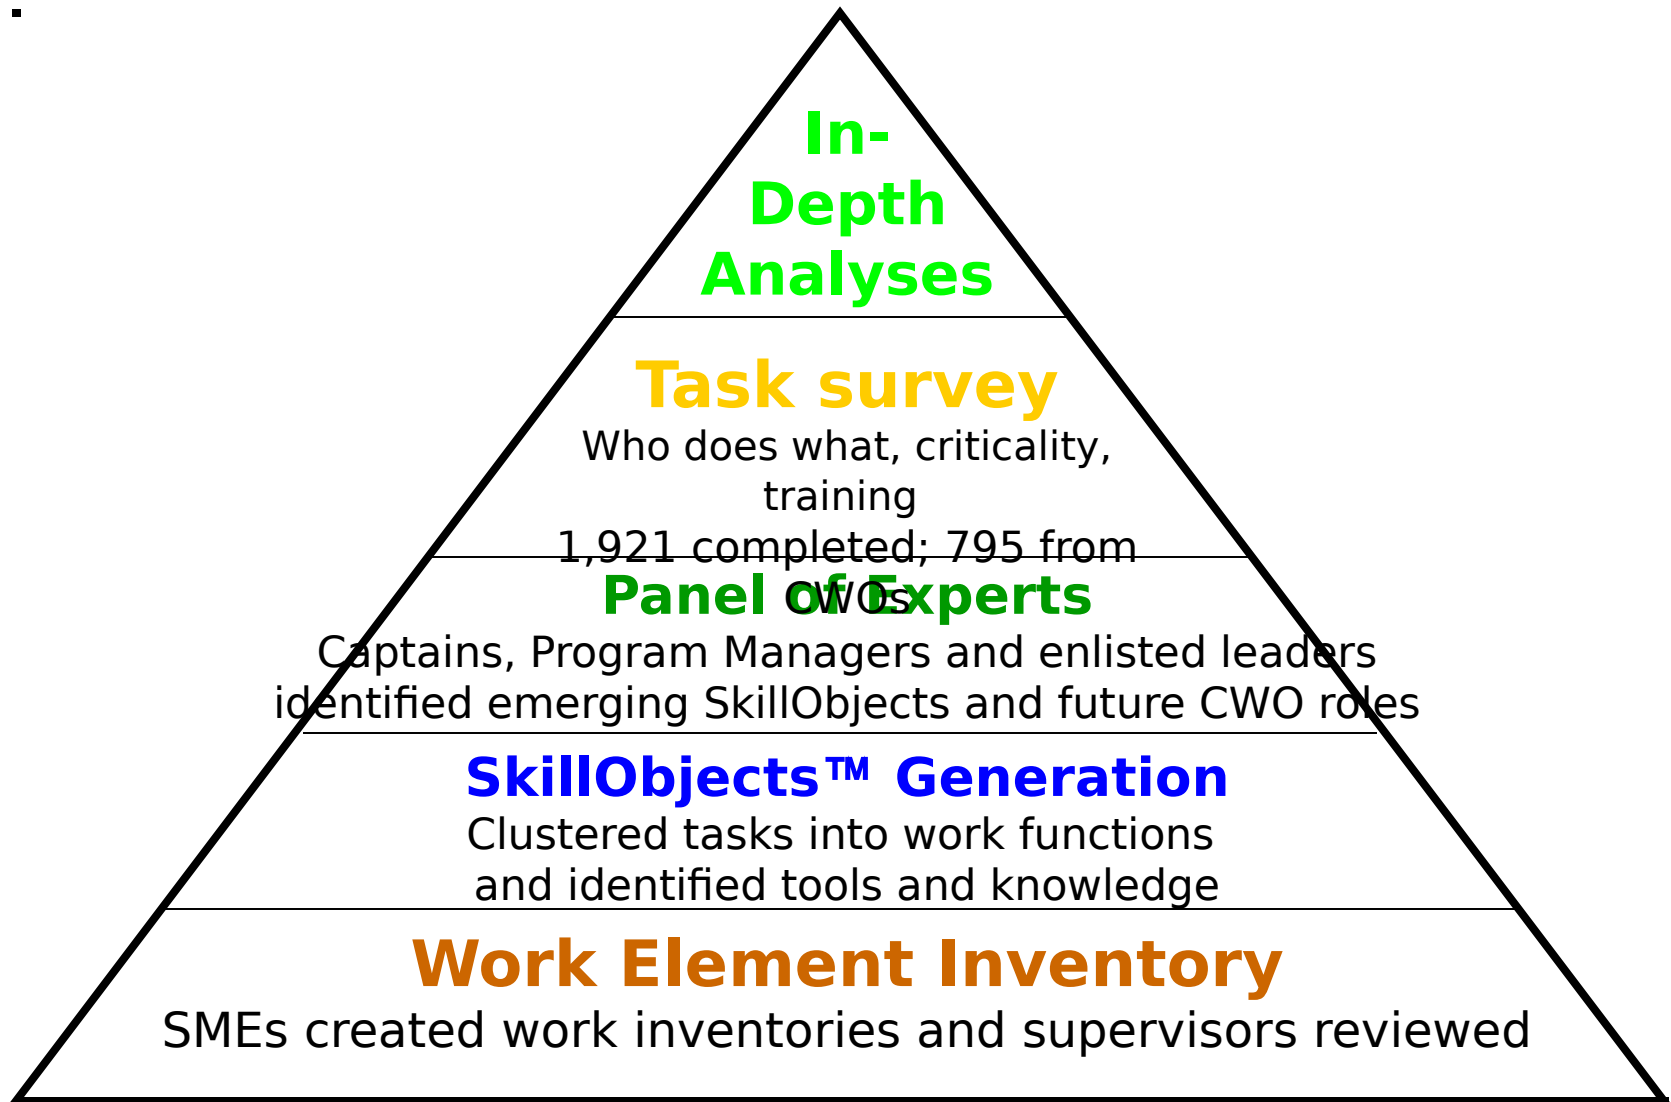 In-
Depth
Analyses
Task survey
Who does what, criticality,
training
1,921 completed; 795 from
CWOs
Panel of Experts
Captains, Program Managers and enlisted leaders
identified emerging SkillObjects and future CWO roles
SkillObjects™ Generation
Clustered tasks into work functions
and identified tools and knowledge
Work Element Inventory
SMEs created work inventories and supervisors reviewed